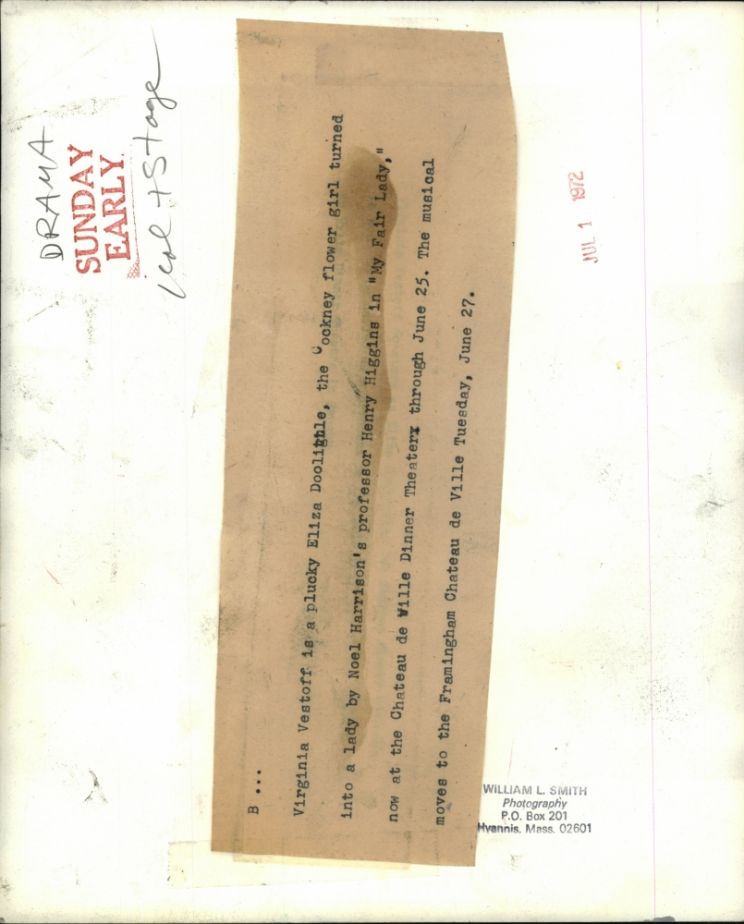 DRAMA
SUNDAY
EARLY.
+ Stage
B ...
Virginia Vestoff is a plucky Eliza Doolittle, the Cockney flower girl turned
into a lady by Noel Harrison's professor Henry Higgins in "My Fair Lady,"
now at the Chateau de Ville Dinner Theaterx through June 25. The musical
moves to the Framingham Chateau de Ville Tuesday, June 27.
JUL 1 1972
WILLIAM L. SMITH
Photography
P.O. Box 201
Hyannis, Mass. 02601